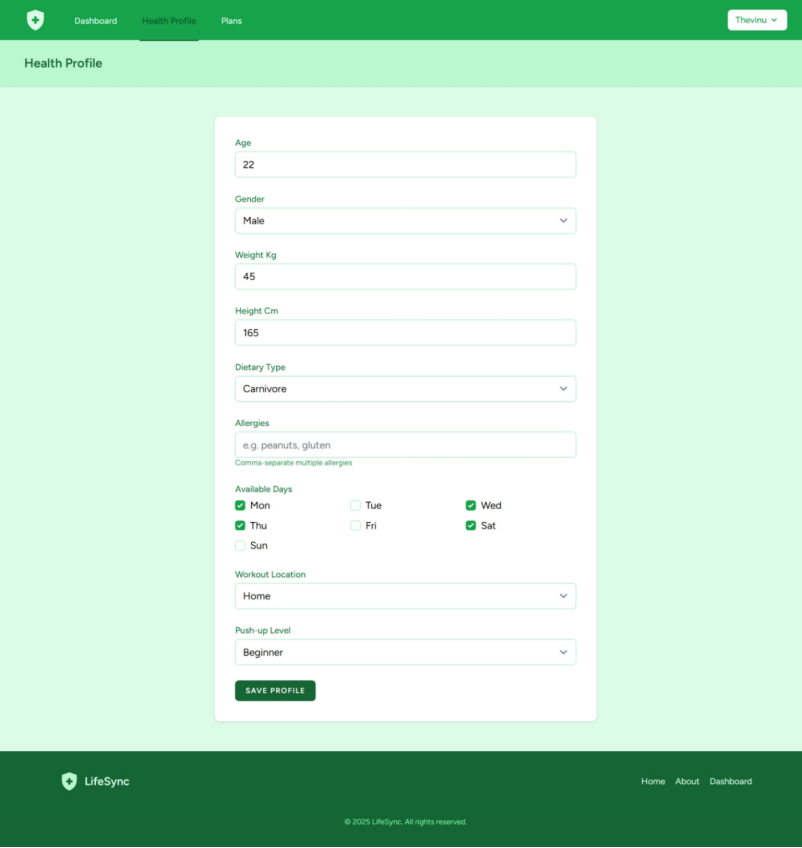 Dashboard Health Profile Plans Thevinu
Health Profile
Age
22
Gender
Male
Weight Kg
45
Height Cm
165
Dietary Type
Carnivore
Allergies
e.g. peanuts, gluten
Comma-separate multiple allergies
Available Days
Mon Tue Wed
Thu Fri Sat
Sun
Workout Location
Home
Push-up Level
Beginner
SAVE PROFILE
LifeSync Home About Dashboard
© 2025 LifeSync. All rights reserved.